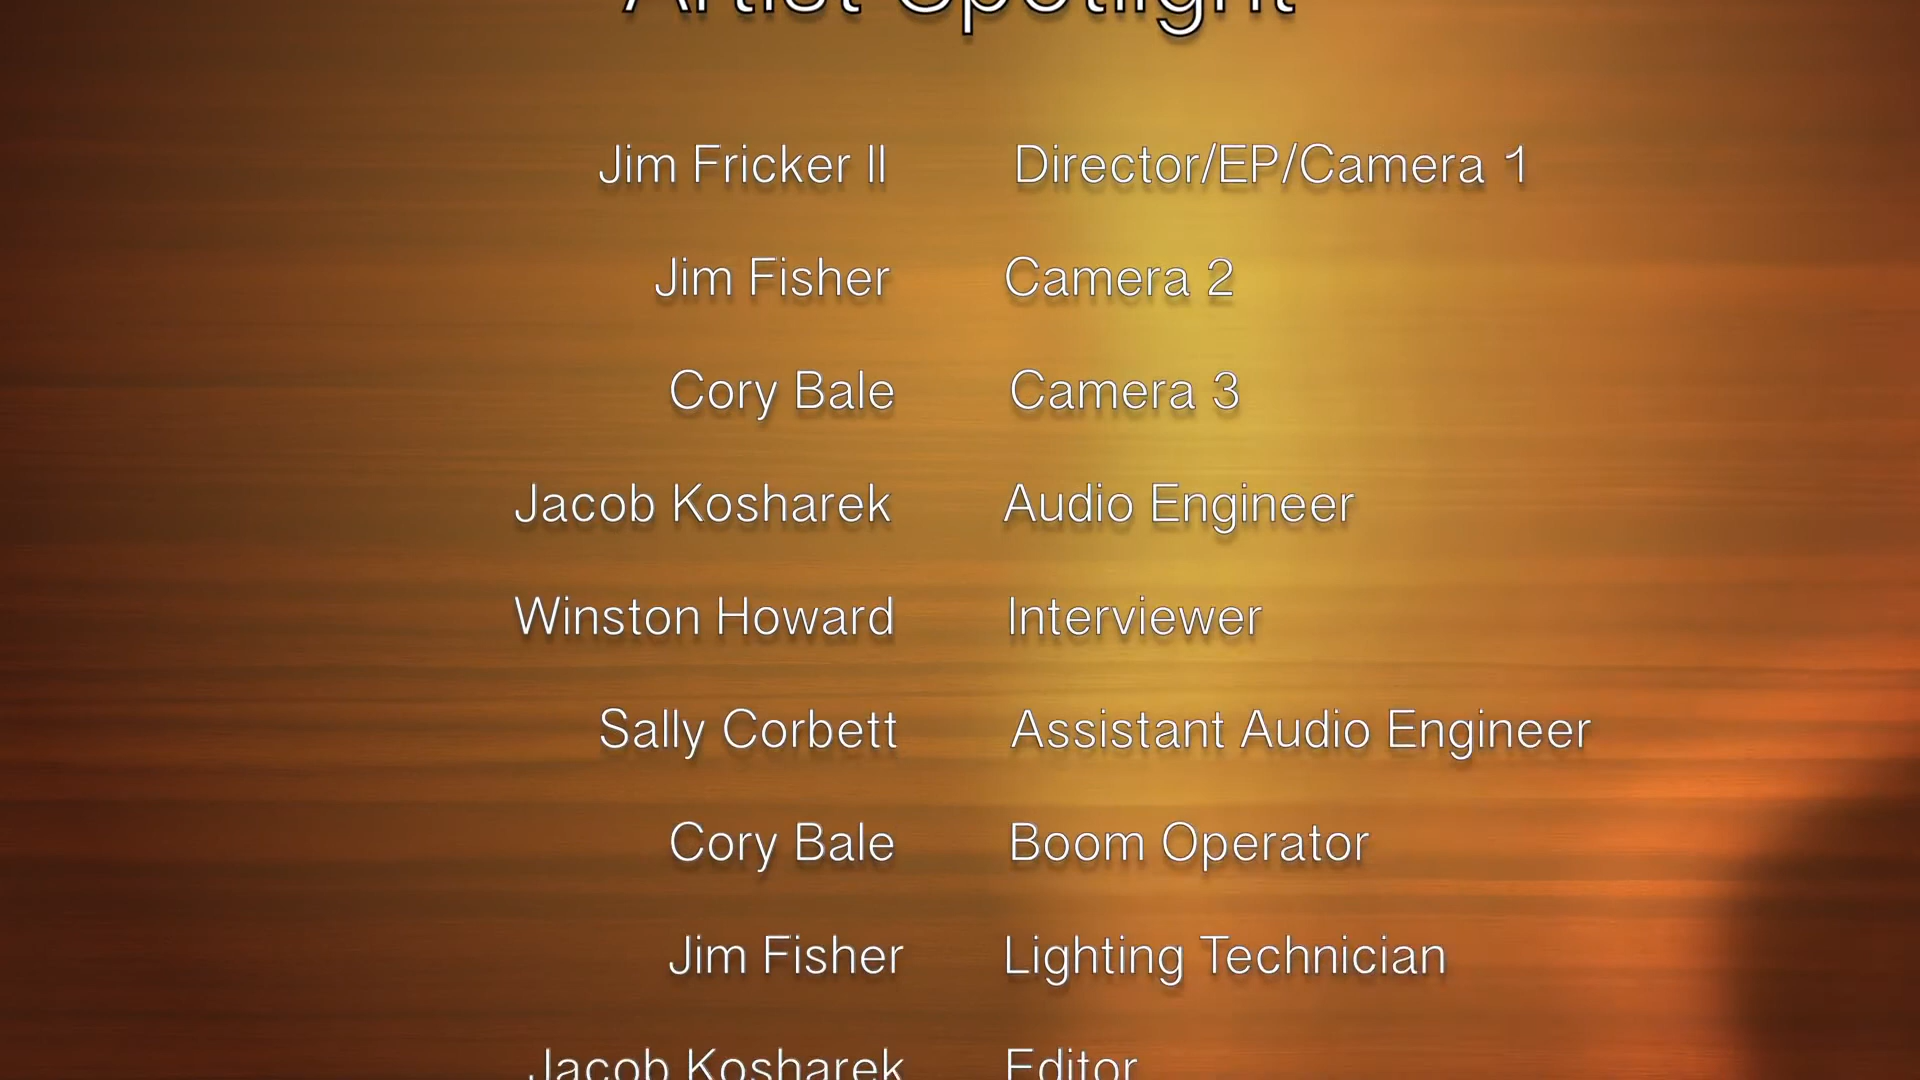 Artist Spotlight
Jim Fricker II Director/EP/Camera 1
Jim Fisher Camera 2
Cory Bale Camera 3
Jacob Kosharek Audio Engineer
Winston Howard Interviewer
Sally Corbett Assistant Audio Engineer
Cory Bale Boom Operator
Jim Fisher Lighting Technician
Jacob Kosharek Editor